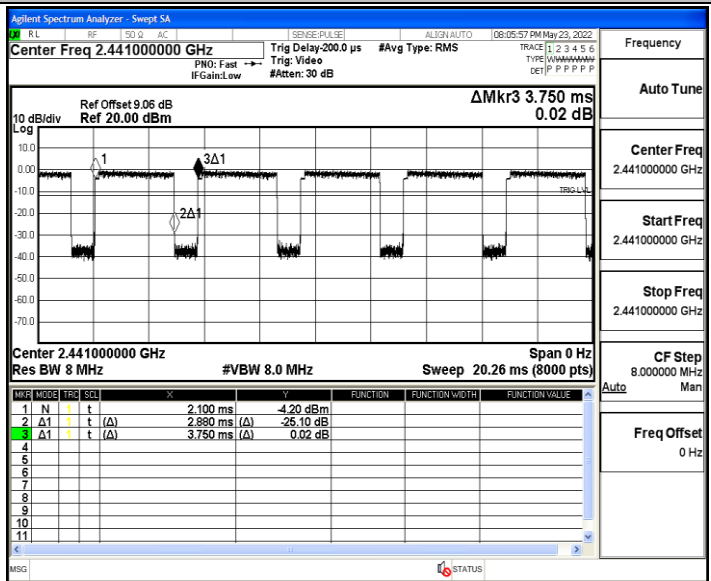 Agilent Spectrum Analyzer - Swept SA
LXI RL RF 50 Ω AC SENSE:PULSE ALIGN AUTO 08:05:57 PM May 23, 2022
Center Freq 2.441000000 GHz
PNO: Fast
IFGain:Low
Trig Delay-200.0 µs
Trig: Video
#Atten: 30 dB
#Avg Type: RMS
TRACE 1 2 3 4 5 6
TYPE
DET P P P P P P
Frequency
Auto Tune
Center Freq
2.441000000 GHz
Start Freq
2.441000000 GHz
Stop Freq
2.441000000 GHz
CF Step
8.000000 MHz
Auto Man
Freq Offset
0 Hz
ΔMkr3 3.750 ms
0.02 dB
Ref Offset 9.06 dB
10 dB/div Ref 20.00 dBm
Log
10.0
0.00
-10.0
-20.0
-30.0
-40.0
-50.0
-60.0
-70.0
1
3Δ1
2Δ1
TRIG LVL
Center 2.441000000 GHz Span 0 Hz
Res BW 8 MHz #VBW 8.0 MHz Sweep 20.26 ms (8000 pts)
MKR MODE TRC SCL X Y FUNCTION FUNCTION WIDTH FUNCTION VALUE
1 N 1 t 2.100 ms -4.20 dBm
2 Δ1 1 t (Δ) 2.880 ms (Δ) -25.10 dB
3 Δ1 1 t (Δ) 3.750 ms (Δ) 0.02 dB
4
5
6
7
8
9
10
11
MSG STATUS